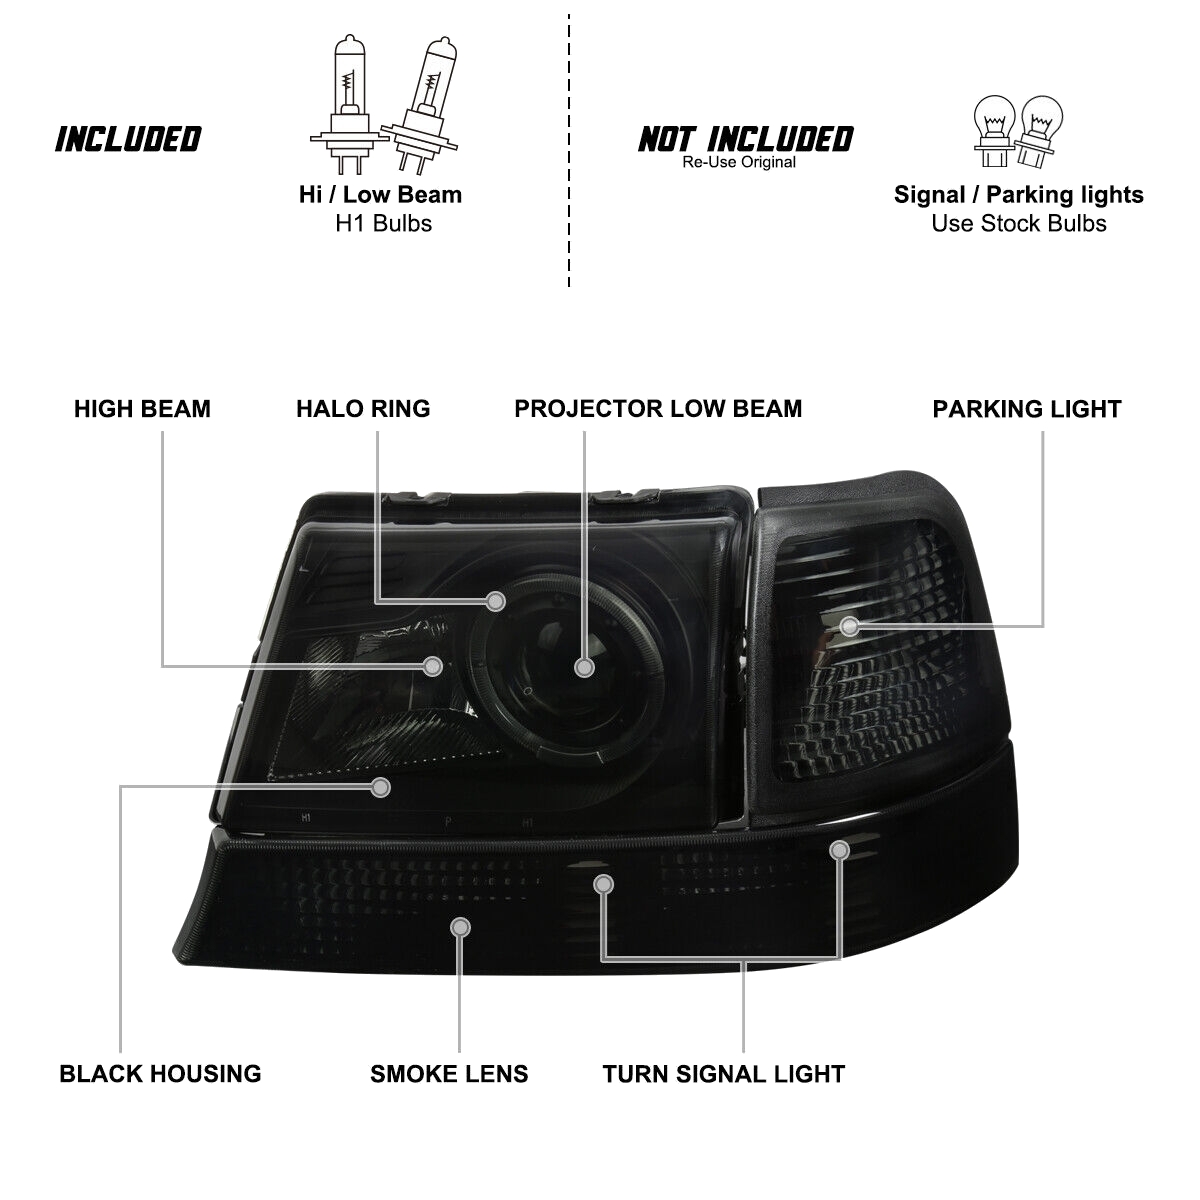 INCLUDED
Hi / Low Beam
H1 Bulbs
NOT INCLUDED
Re-Use Original
Signal / Parking lights
Use Stock Bulbs
HIGH BEAM
HALO RING
PROJECTOR LOW BEAM
PARKING LIGHT
L
H1
P
H1
BLACK HOUSING
SMOKE LENS
TURN SIGNAL LIGHT